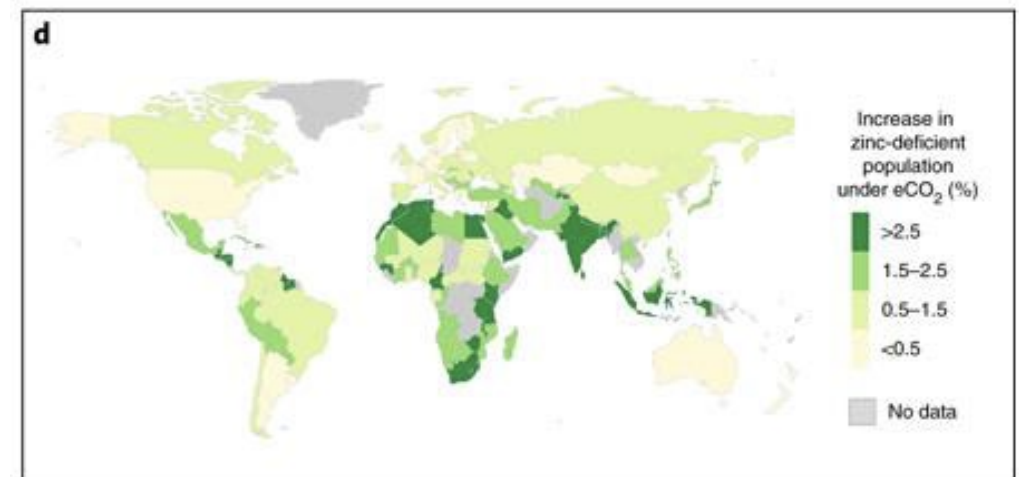 d
Increase in
zinc-deficient
population
under eCO₂ (%)
>2.5
1.5–2.5
0.5–1.5
<0.5
No data